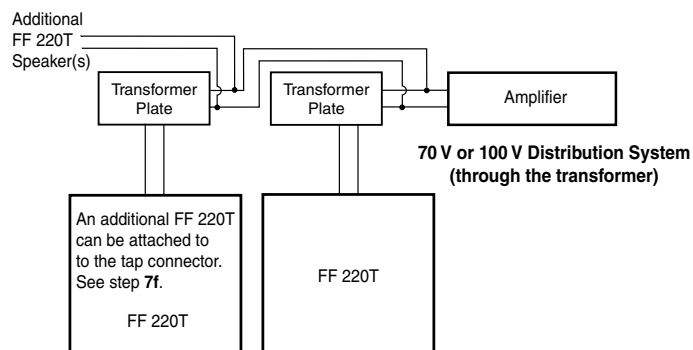 Additional
FF 220T
Speaker(s)
Transformer
Plate
Transformer
Plate
Amplifier
70 V or 100 V Distribution System
(through the transformer)
An additional FF 220T
can be attached to
to the tap connector.
See step 7f.
FF 220T
FF 220T